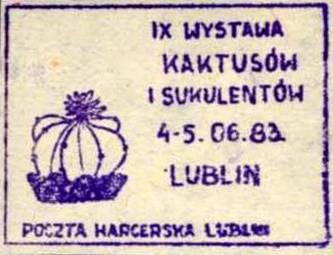 IX WYSTAWA
KAKTUSÓW
I SUKULENTÓW
4-5.06.83
LUBLIN
POCZTA HARCERSKA LUBLIN